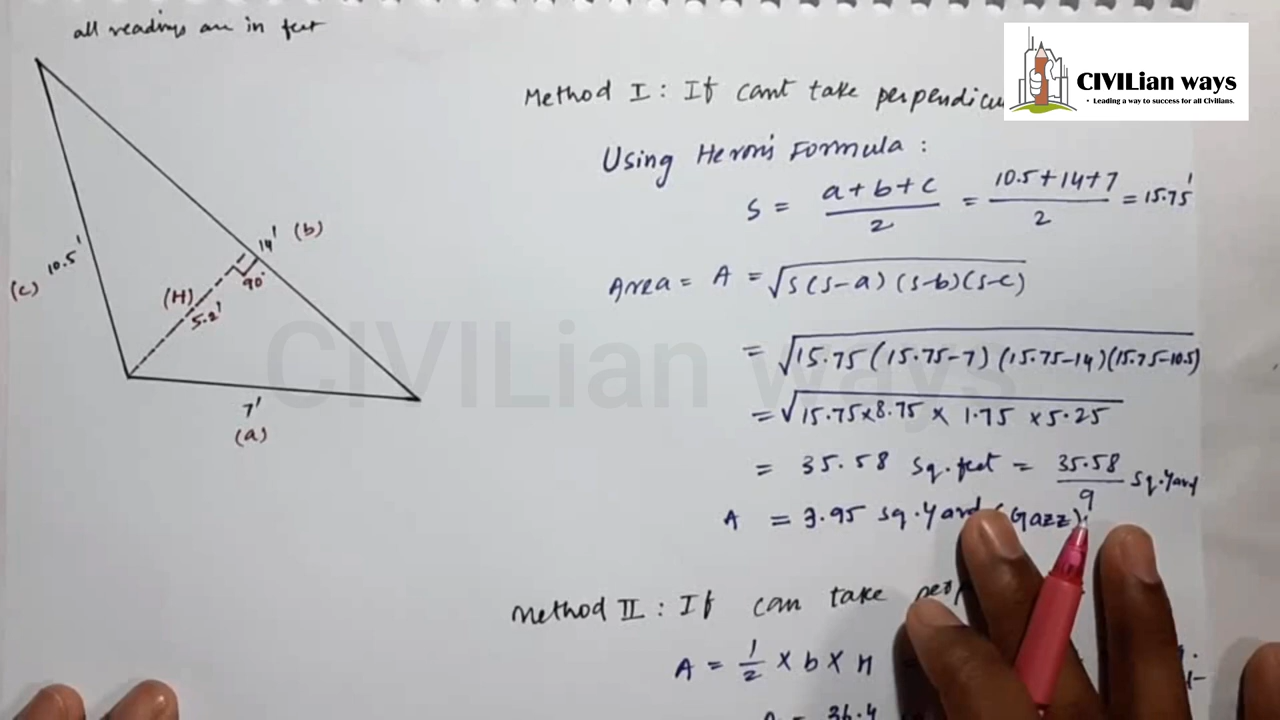 all readings are in feet
CIVILian ways
• Leading a way to success for all Civilians.
Method I : If cant take
Using Heron's Formula :
S = a+b+c / 2 = 10.5+14+7 / 2 = 15.75'
Area = A = √s(s-a) (s-b)(s-c)
= √15.75 (15.75-7) (15.75-14)(15.75-10.5)
= √15.75×8.75 × 1.75 ×5.25
= 35.58 Sq.feet = 35.58 / 9 Sq.Yard
A = 3.95 Sq.Yard (Gazz)
Method II : If can take
A = 1/2 × b × H
A = 36.4
14' (b)
10.5'
(c)
90°
(H)
5.2'
7'
(a)
CIVILian ways